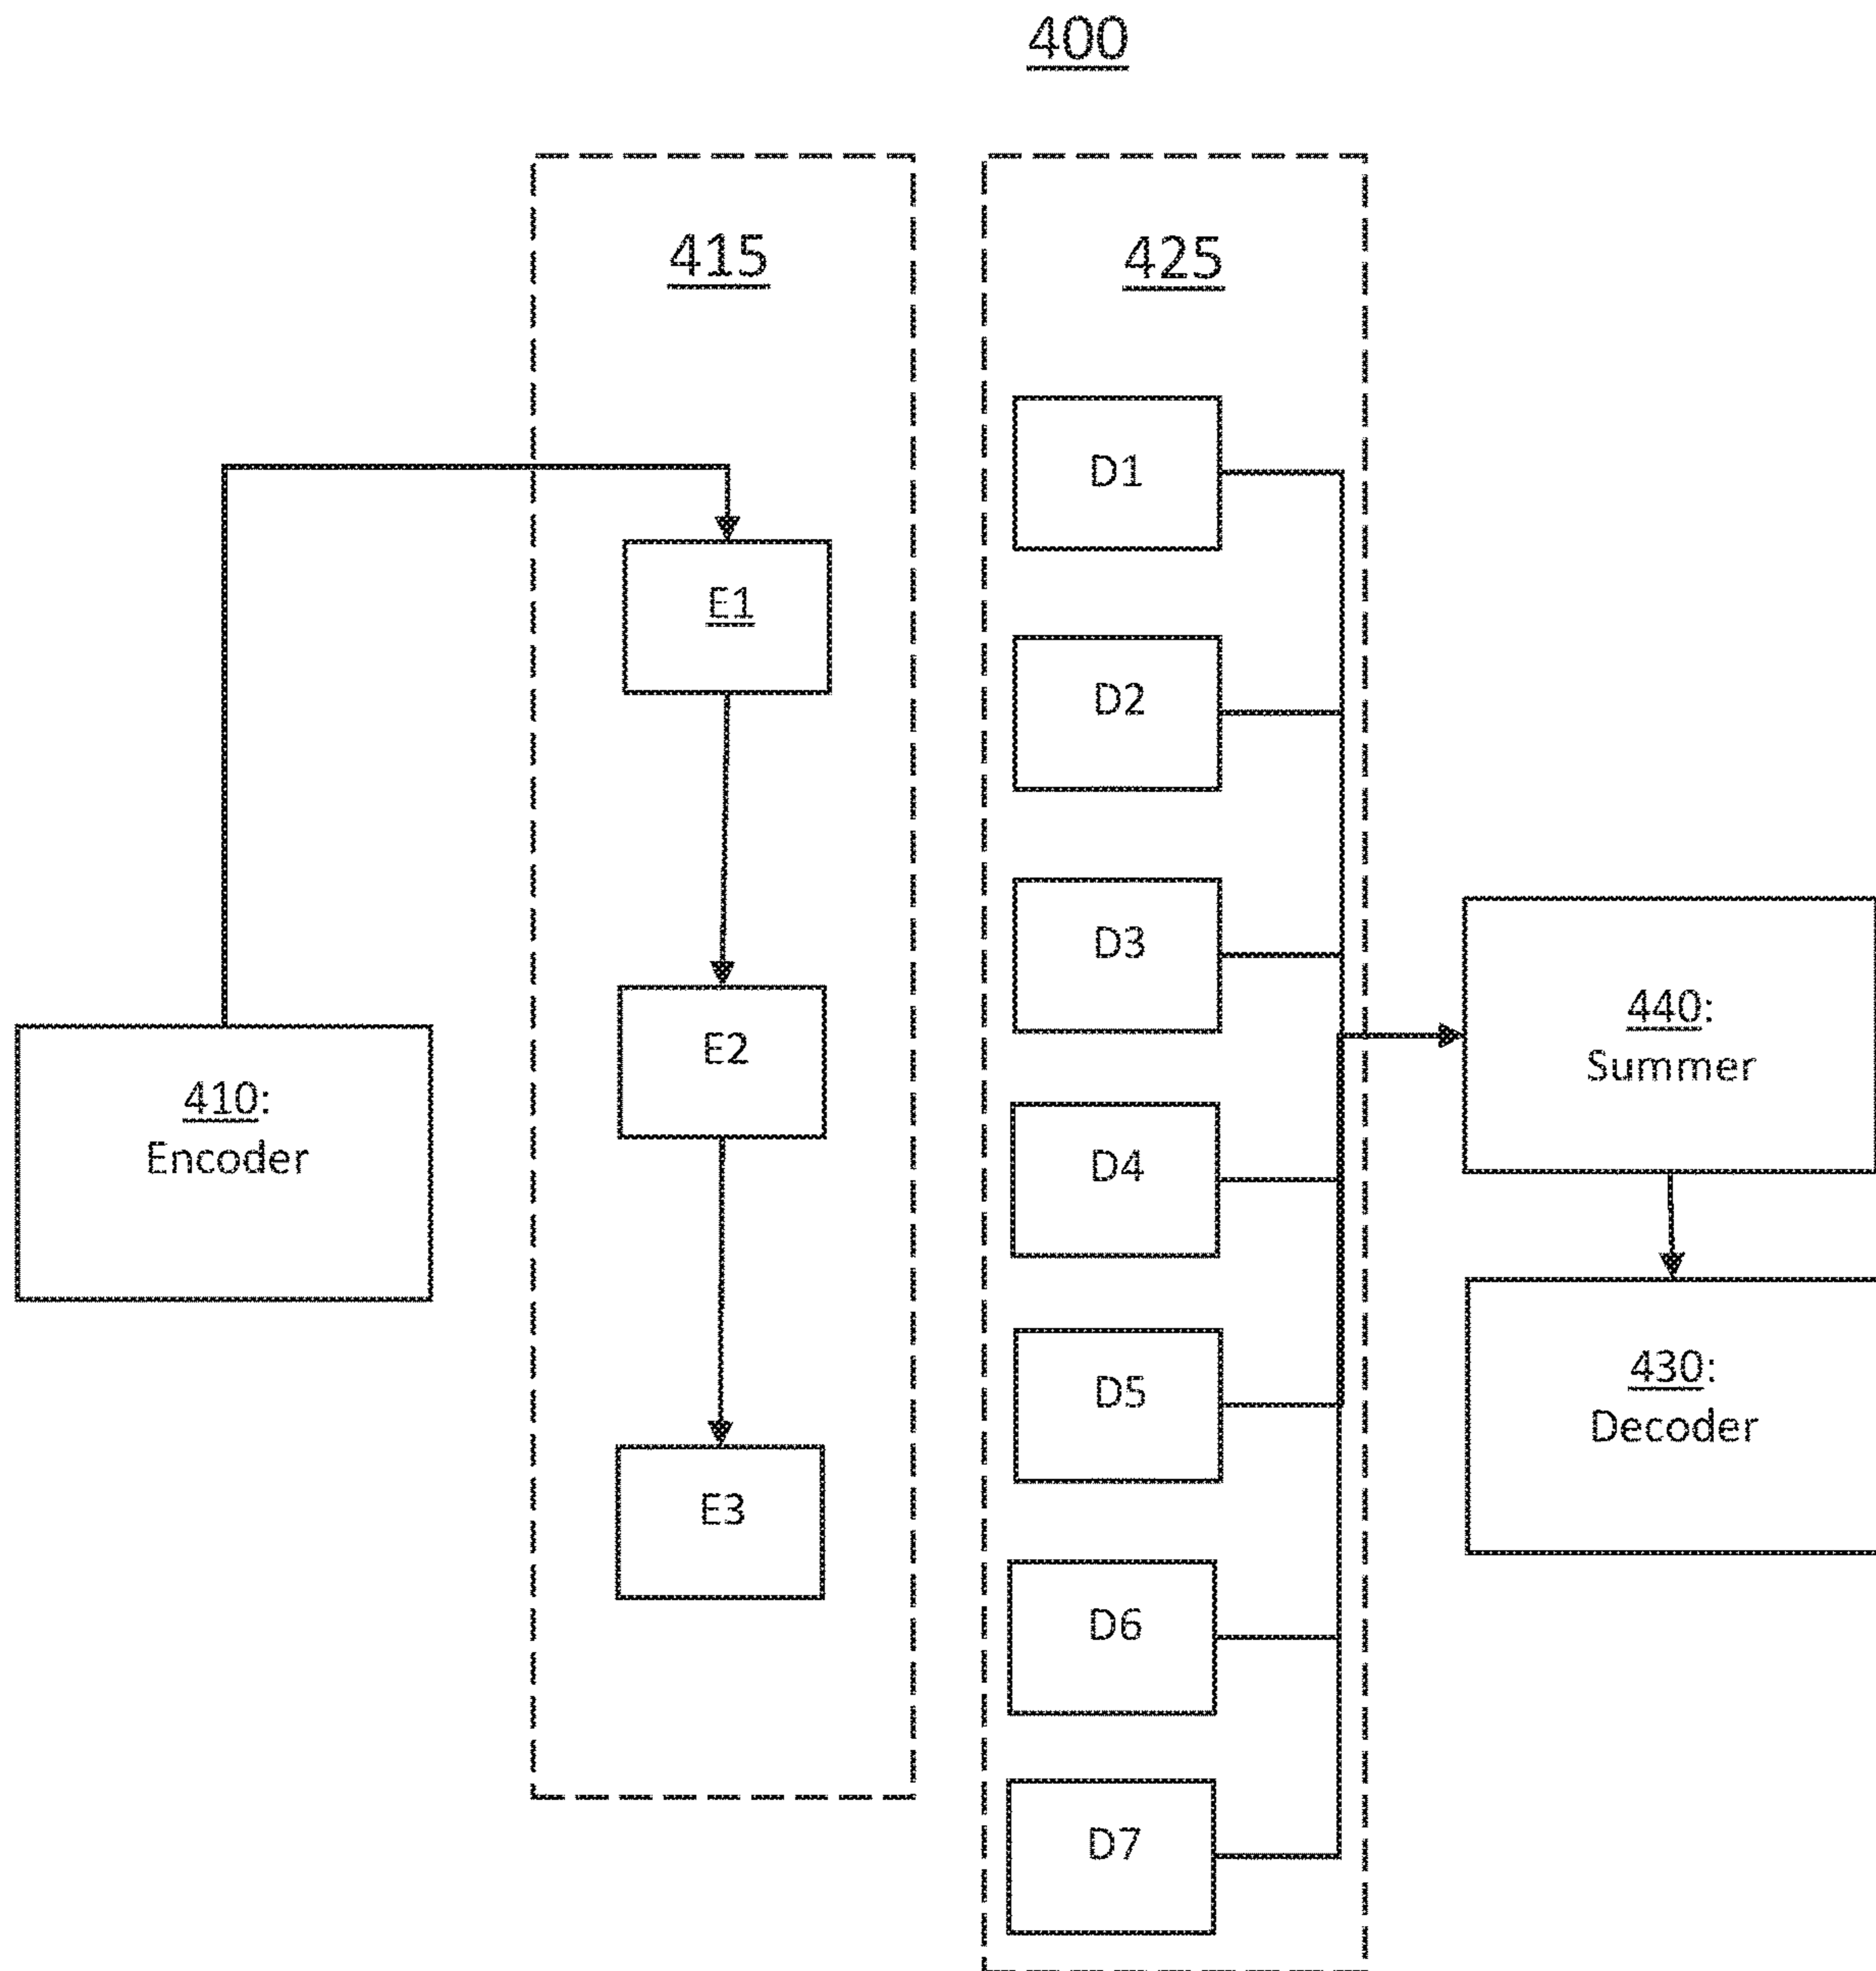 400
415
425
D1
E1
D2
D3
E2
440:
Summer
410:
Encoder
D4
430:
Decoder
D5
E3
D6
D7